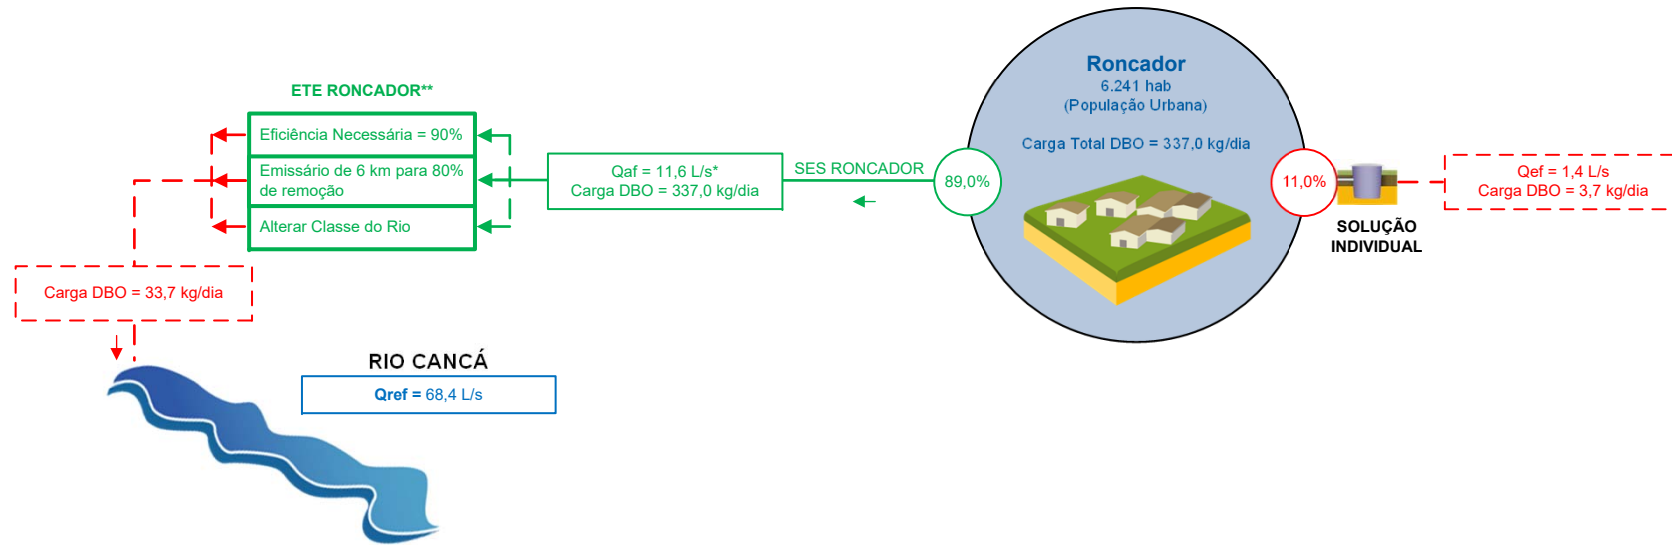 Roncador
6.241 hab
(População Urbana)
Carga Total DBO = 337,0 kg/dia
ETE RONCADOR**
Eficiência Necessária = 90%
Emissário de 6 km para 80%
de remoção
Alterar Classe do Rio
Qaf = 11,6 L/s*
Carga DBO = 337,0 kg/dia
SES RONCADOR
89,0%
11,0%
SOLUÇÃO
INDIVIDUAL
Qef = 1,4 L/s
Carga DBO = 3,7 kg/dia
Carga DBO = 33,7 kg/dia
RIO CANCÁ
Qref = 68,4 L/s